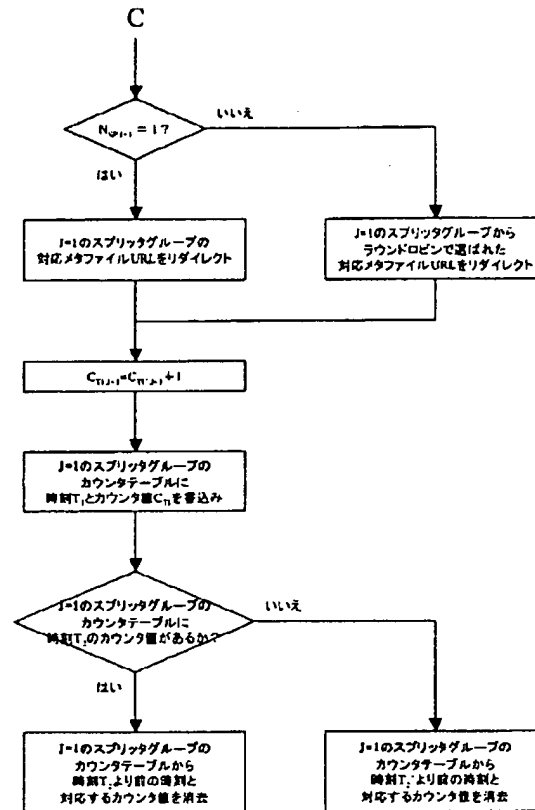 C
いいえ
はい
J=1のスプリッタグループの
対応メタファイルURLをリダイレクト
J=1のスプリッタグループから
ラウンドロビンで選ばれた
対応メタファイルURLをリダイレクト
J=1のスプリッタグループの
カウンタテーブルに
時刻T₁とカウンタ値C_T1を書込み
J=1のスプリッタグループの
カウンタテーブルに
時刻T₂のカウンタ値があるか?
いいえ
はい
J=1のスプリッタグループの
カウンタテーブルから
時刻T₂より前の時刻と
対応するカウンタ値を消去
J=1のスプリッタグループの
カウンタテーブルから
より前の時刻と
対応するカウンタ値を消去